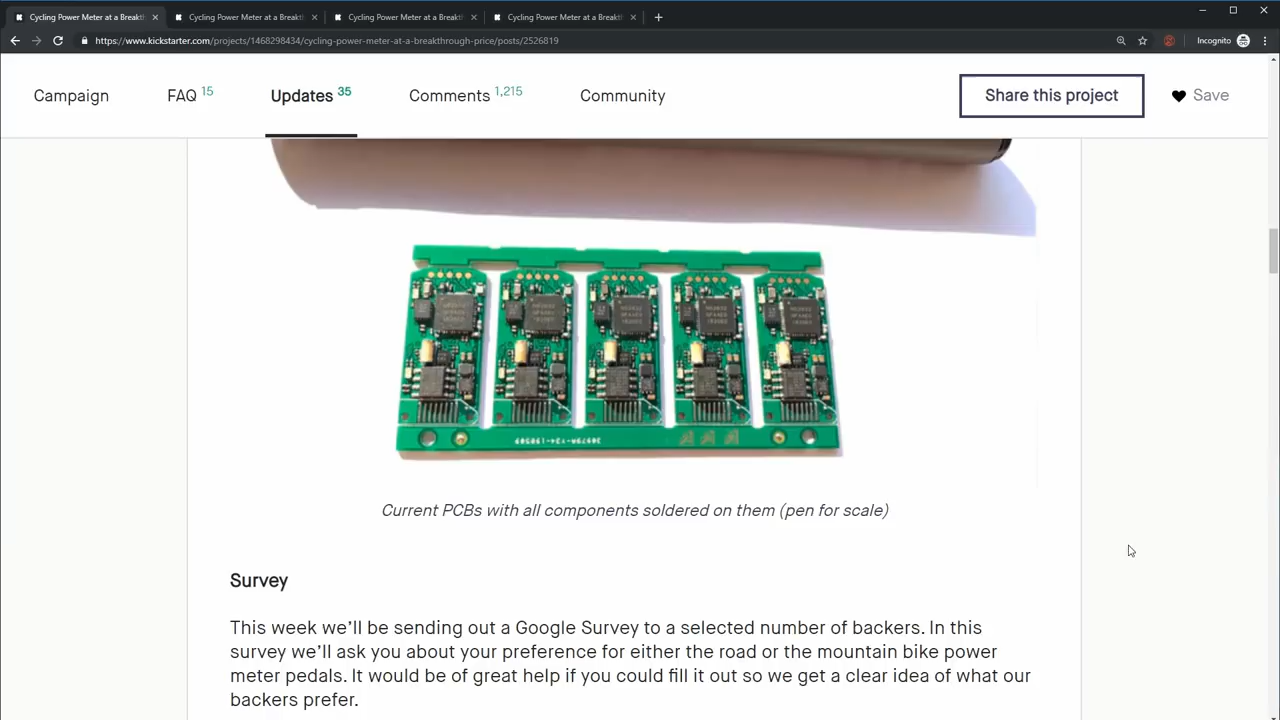 Cycling Power Meter at a Breakt
Cycling Power Meter at a Breakt
Cycling Power Meter at a Breakt
Cycling Power Meter at a Breakt
https://www.kickstarter.com/projects/1468298434/cycling-power-meter-at-a-breakthrough-price/posts/2526819
Incognito
Campaign
FAQ 15
Updates 35
Comments 1,215
Community
Share this project
Save
Current PCBs with all components soldered on them (pen for scale)
Survey
This week we'll be sending out a Google Survey to a selected number of backers. In this
survey we'll ask you about your preference for either the road or the mountain bike power
meter pedals. It would be of great help if you could fill it out so we get a clear idea of what our
backers prefer.